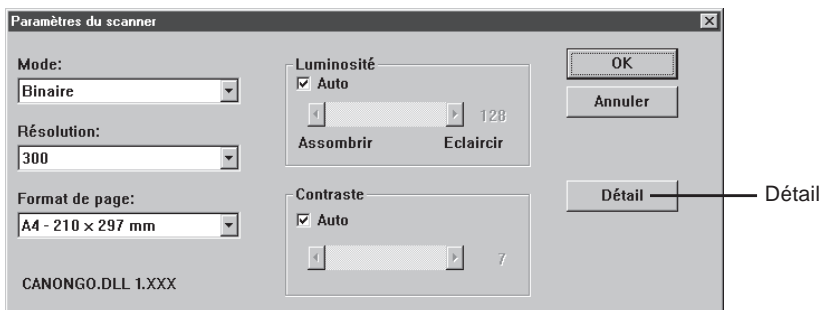 Paramètres du scanner
Mode:
Binaire
Résolution:
300
Format de page:
A4 - 210 x 297 mm
CANONGO.DLL 1.XXX
Luminosité
Auto
128
Assombrir Eclaircir
Contraste
Auto
7
OK
Annuler
Détail
Détail